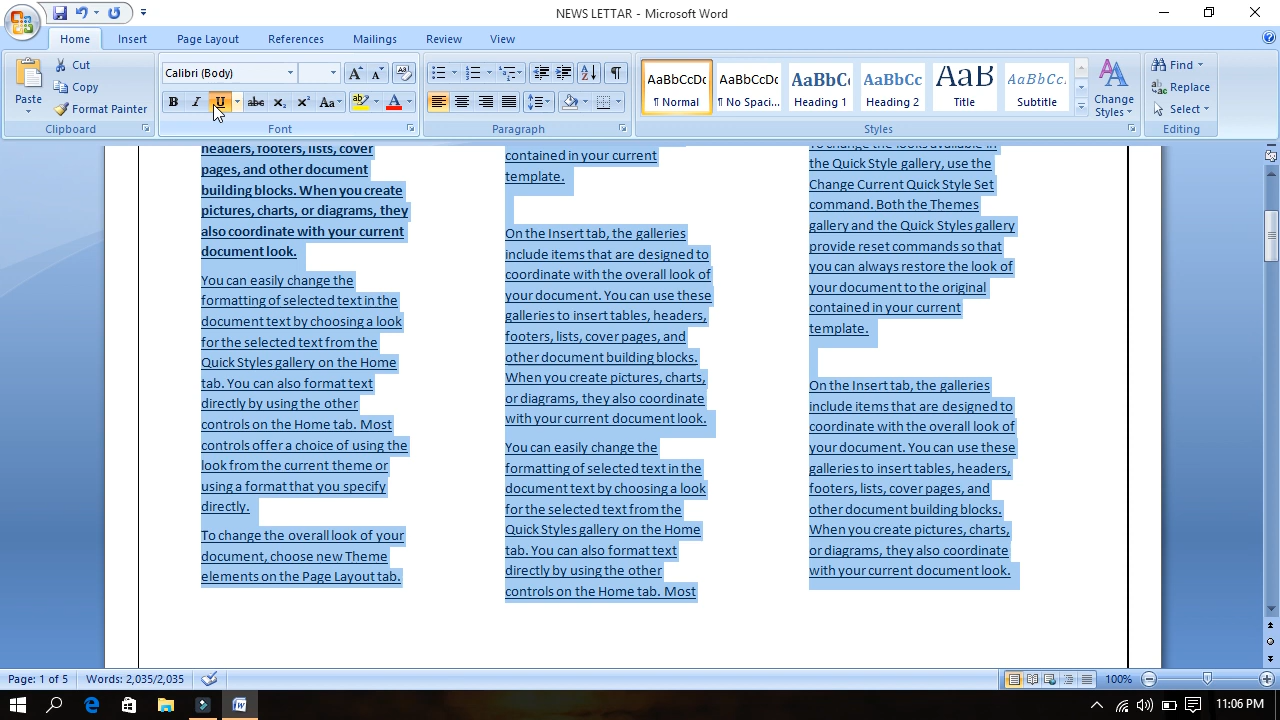 NEWS LETTAR - Microsoft Word
Home Insert Page Layout References Mailings Review View
Paste
Cut
Copy
Format Painter
Clipboard
Calibri (Body)
B I U abc x₂ x² Aa ab A
Font
Paragraph
AaBbCcDc AaBbCcDc AaBbC AaBbCc AaB AaBbCc.
¶ Normal ¶ No Spaci... Heading 1 Heading 2 Title Subtitle
Change
Styles
Styles
Find
Replace
Select
Editing
headers, footers, lists, cover
pages, and other document
building blocks. When you create
pictures, charts, or diagrams, they
also coordinate with your current
document look.
You can easily change the
formatting of selected text in the
document text by choosing a look
for the selected text from the
Quick Styles gallery on the Home
tab. You can also format text
directly by using the other
controls on the Home tab. Most
controls offer a choice of using the
look from the current theme or
using a format that you specify
directly.
To change the overall look of your
document, choose new Theme
elements on the Page Layout tab.
contained in your current
template.
On the Insert tab, the galleries
include items that are designed to
coordinate with the overall look of
your document. You can use these
galleries to insert tables, headers,
footers, lists, cover pages, and
other document building blocks.
When you create pictures, charts,
or diagrams, they also coordinate
with your current document look.
You can easily change the
formatting of selected text in the
document text by choosing a look
for the selected text from the
Quick Styles gallery on the Home
tab. You can also format text
directly by using the other
controls on the Home tab. Most
To change the looks available in
the Quick Style gallery, use the
Change Current Quick Style Set
command. Both the Themes
gallery and the Quick Styles gallery
provide reset commands so that
you can always restore the look of
your document to the original
contained in your current
template.
On the Insert tab, the galleries
include items that are designed to
coordinate with the overall look of
your document. You can use these
galleries to insert tables, headers,
footers, lists, cover pages, and
other document building blocks.
When you create pictures, charts,
or diagrams, they also coordinate
with your current document look.
Page: 1 of 5 Words: 2,035/2,035 100%
11:06 PM